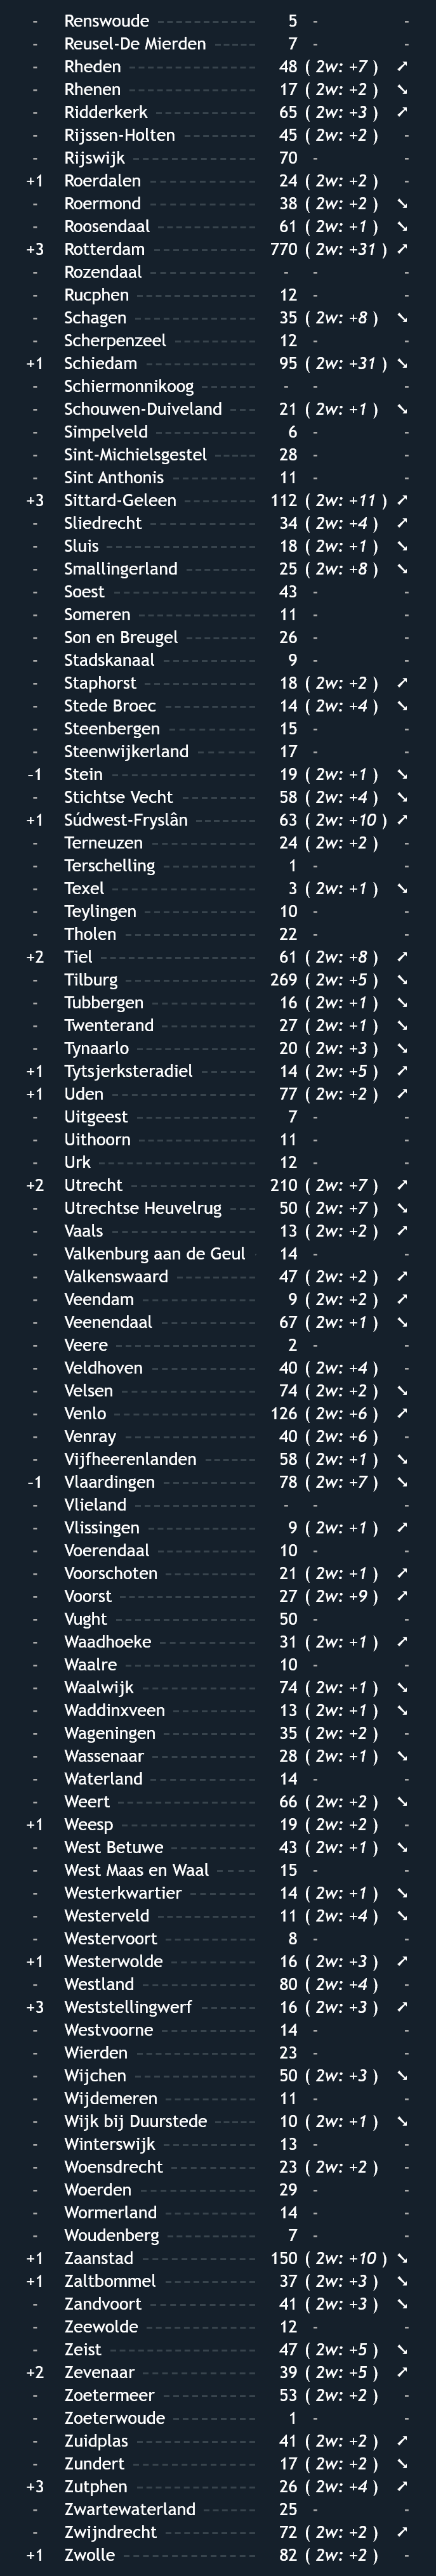 - Renswoude 5 - -
- Reusel-De Mierden 7 - -
- Rheden 48 ( 2w: +7 ) ↗
- Rhenen 17 ( 2w: +2 ) ↘
- Ridderkerk 65 ( 2w: +3 ) ↗
- Rijssen-Holten 45 ( 2w: +2 ) -
- Rijswijk 70 - -
+1 Roerdalen 24 ( 2w: +2 ) -
- Roermond 38 ( 2w: +2 ) ↘
- Roosendaal 61 ( 2w: +1 ) ↘
+3 Rotterdam 770 ( 2w: +31 ) ↗
- Rozendaal - - -
- Rucphen 12 - -
- Schagen 35 ( 2w: +8 ) ↘
- Scherpenzeel 12 - -
+1 Schiedam 95 ( 2w: +31 ) ↘
- Schiermonnikoog - - -
- Schouwen-Duiveland 21 ( 2w: +1 ) ↘
- Simpelveld 6 - -
- Sint-Michielsgestel 28 - -
- Sint Anthonis 11 - -
+3 Sittard-Geleen 112 ( 2w: +11 ) ↗
- Sliedrecht 34 ( 2w: +4 ) ↗
- Sluis 18 ( 2w: +1 ) ↘
- Smallingerland 25 ( 2w: +8 ) ↘
- Soest 43 - -
- Someren 11 - -
- Son en Breugel 26 - -
- Stadskanaal 9 - -
- Staphorst 18 ( 2w: +2 ) ↗
- Stede Broec 14 ( 2w: +4 ) ↘
- Steenbergen 15 - -
- Steenwijkerland 17 - -
-1 Stein 19 ( 2w: +1 ) ↘
- Stichtse Vecht 58 ( 2w: +4 ) ↘
+1 Súdwest-Fryslân 63 ( 2w: +10 ) ↗
- Terneuzen 24 ( 2w: +2 ) -
- Terschelling 1 - -
- Texel 3 ( 2w: +1 ) ↘
- Teylingen 10 - -
- Tholen 22 - -
+2 Tiel 61 ( 2w: +8 ) ↗
- Tilburg 269 ( 2w: +5 ) ↘
- Tubbergen 16 ( 2w: +1 ) ↘
- Twenterand 27 ( 2w: +1 ) ↘
- Tynaarlo 20 ( 2w: +3 ) ↘
+1 Tytsjerksteradiel 14 ( 2w: +5 ) ↗
+1 Uden 77 ( 2w: +2 ) ↗
- Uitgeest 7 - -
- Uithoorn 11 - -
- Urk 12 - -
+2 Utrecht 210 ( 2w: +7 ) ↗
- Utrechtse Heuvelrug 50 ( 2w: +7 ) ↘
- Vaals 13 ( 2w: +2 ) ↗
- Valkenburg aan de Geul 14 - -
- Valkenswaard 47 ( 2w: +2 ) ↗
- Veendam 9 ( 2w: +2 ) ↗
- Veenendaal 67 ( 2w: +1 ) ↘
- Veere 2 - -
- Veldhoven 40 ( 2w: +4 ) -
- Velsen 74 ( 2w: +2 ) ↘
- Venlo 126 ( 2w: +6 ) ↗
- Venray 40 ( 2w: +6 ) -
- Vijfheerenlanden 58 ( 2w: +1 ) ↘
-1 Vlaardingen 78 ( 2w: +7 ) ↘
- Vlieland - - -
- Vlissingen 9 ( 2w: +1 ) ↗
- Voerendaal 10 - -
- Voorschoten 21 ( 2w: +1 ) ↗
- Voorst 27 ( 2w: +9 ) ↗
- Vught 50 - -
- Waadhoeke 31 ( 2w: +1 ) ↗
- Waalre 10 - -
- Waalwijk 74 ( 2w: +1 ) ↘
- Waddinxveen 13 ( 2w: +1 ) ↘
- Wageningen 35 ( 2w: +2 ) -
- Wassenaar 28 ( 2w: +1 ) ↘
- Waterland 14 - -
- Weert 66 ( 2w: +2 ) ↘
+1 Weesp 19 ( 2w: +2 ) -
- West Betuwe 43 ( 2w: +1 ) ↘
- West Maas en Waal 15 - -
- Westerkwartier 14 ( 2w: +1 ) ↘
- Westerveld 11 ( 2w: +4 ) ↘
- Westervoort 8 - -
+1 Westerwolde 16 ( 2w: +3 ) ↗
- Westland 80 ( 2w: +4 ) -
+3 Weststellingwerf 16 ( 2w: +3 ) ↗
- Westvoorne 14 - -
- Wierden 23 - -
- Wijchen 50 ( 2w: +3 ) ↘
- Wijdemeren 11 - -
- Wijk bij Duurstede 10 ( 2w: +1 ) ↘
- Winterswijk 13 - -
- Woensdrecht 23 ( 2w: +2 ) -
- Woerden 29 - -
- Wormerland 14 - -
- Woudenberg 7 - -
+1 Zaanstad 150 ( 2w: +10 ) ↘
+1 Zaltbommel 37 ( 2w: +3 ) ↘
- Zandvoort 41 ( 2w: +3 ) ↘
- Zeewolde 12 - -
- Zeist 47 ( 2w: +5 ) ↘
+2 Zevenaar 39 ( 2w: +5 ) ↗
- Zoetermeer 53 ( 2w: +2 ) -
- Zoeterwoude 1 - -
- Zuidplas 41 ( 2w: +2 ) ↗
- Zundert 17 ( 2w: +2 ) ↘
+3 Zutphen 26 ( 2w: +4 ) ↗
- Zwartewaterland 25 - -
- Zwijndrecht 72 ( 2w: +2 ) ↗
+1 Zwolle 82 ( 2w: +2 ) -